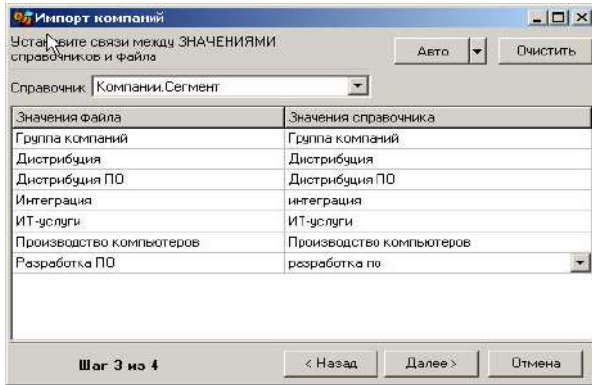 Импорт компаний
Установите связи между ЗНАЧЕНИЯМИ
справочников и файла
Авто
Очистить
Справочник Компании.Сегмент
Значения файла Значения справочника
Группа компаний Группа компаний
Дистрибуция Дистрибуция
Дистрибуция ПО Дистрибуция ПО
Интеграция интеграция
ИТ-услуги ИТ-услуги
Производство компьютеров Производство компьютеров
Разработка ПО разработка по
Шаг 3 из 4 < Назад Далее > Отмена